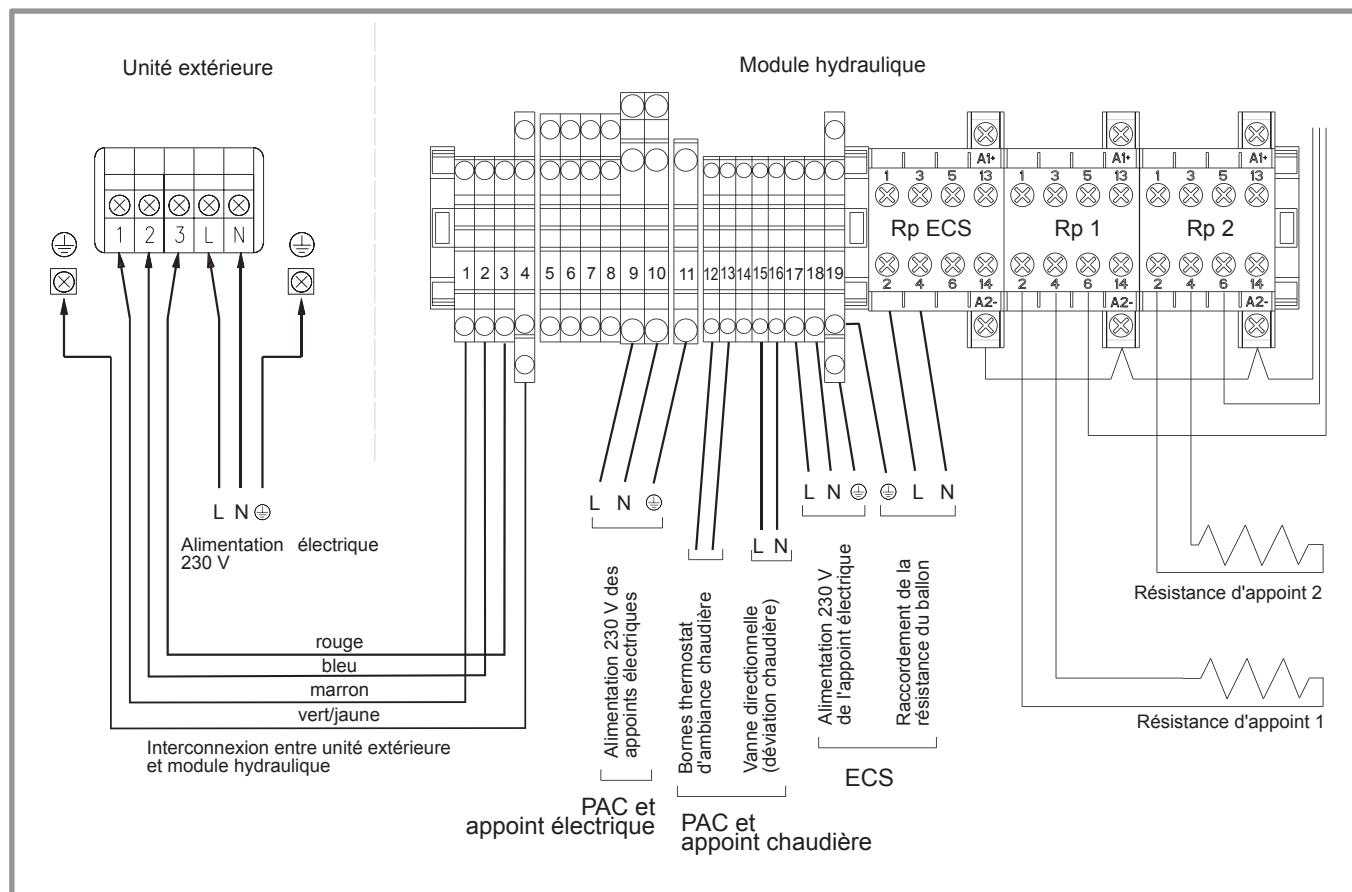 Unité extérieure
Module hydraulique
1 2 3 L N
L N
Alimentation électrique
230 V
rouge
bleu
marron
vert/jaune
Interconnexion entre unité extérieure
et module hydraulique
1 2 3 4 5 6 7 8 9 10 11 12 13 14 15 16 17 18 19
A1+ A1+ A1+
1 3 5 13 1 3 5 13 1 3 5 13
Rp ECS Rp 1 Rp 2
2 4 6 14 2 4 6 14 2 4 6 14
A2- A2- A2-
L N
L N
L N
L N
Alimentation 230 V des
appoints électriques
Bornes thermostat
d'ambiance chaudière
Vanne directionnelle
(déviation chaudière)
Alimentation 230 V
de l'appoint électrique
Raccordement de la
résistance du ballon
Résistance d'appoint 2
Résistance d'appoint 1
PAC et
appoint électrique
PAC et
appoint chaudière
ECS